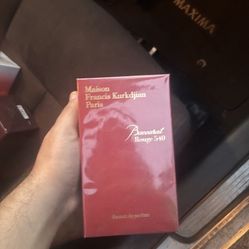 MAXIMA
Maison
Francis Kurkdjian
Paris
Baccarat
Rouge 540
Extrait de parfum